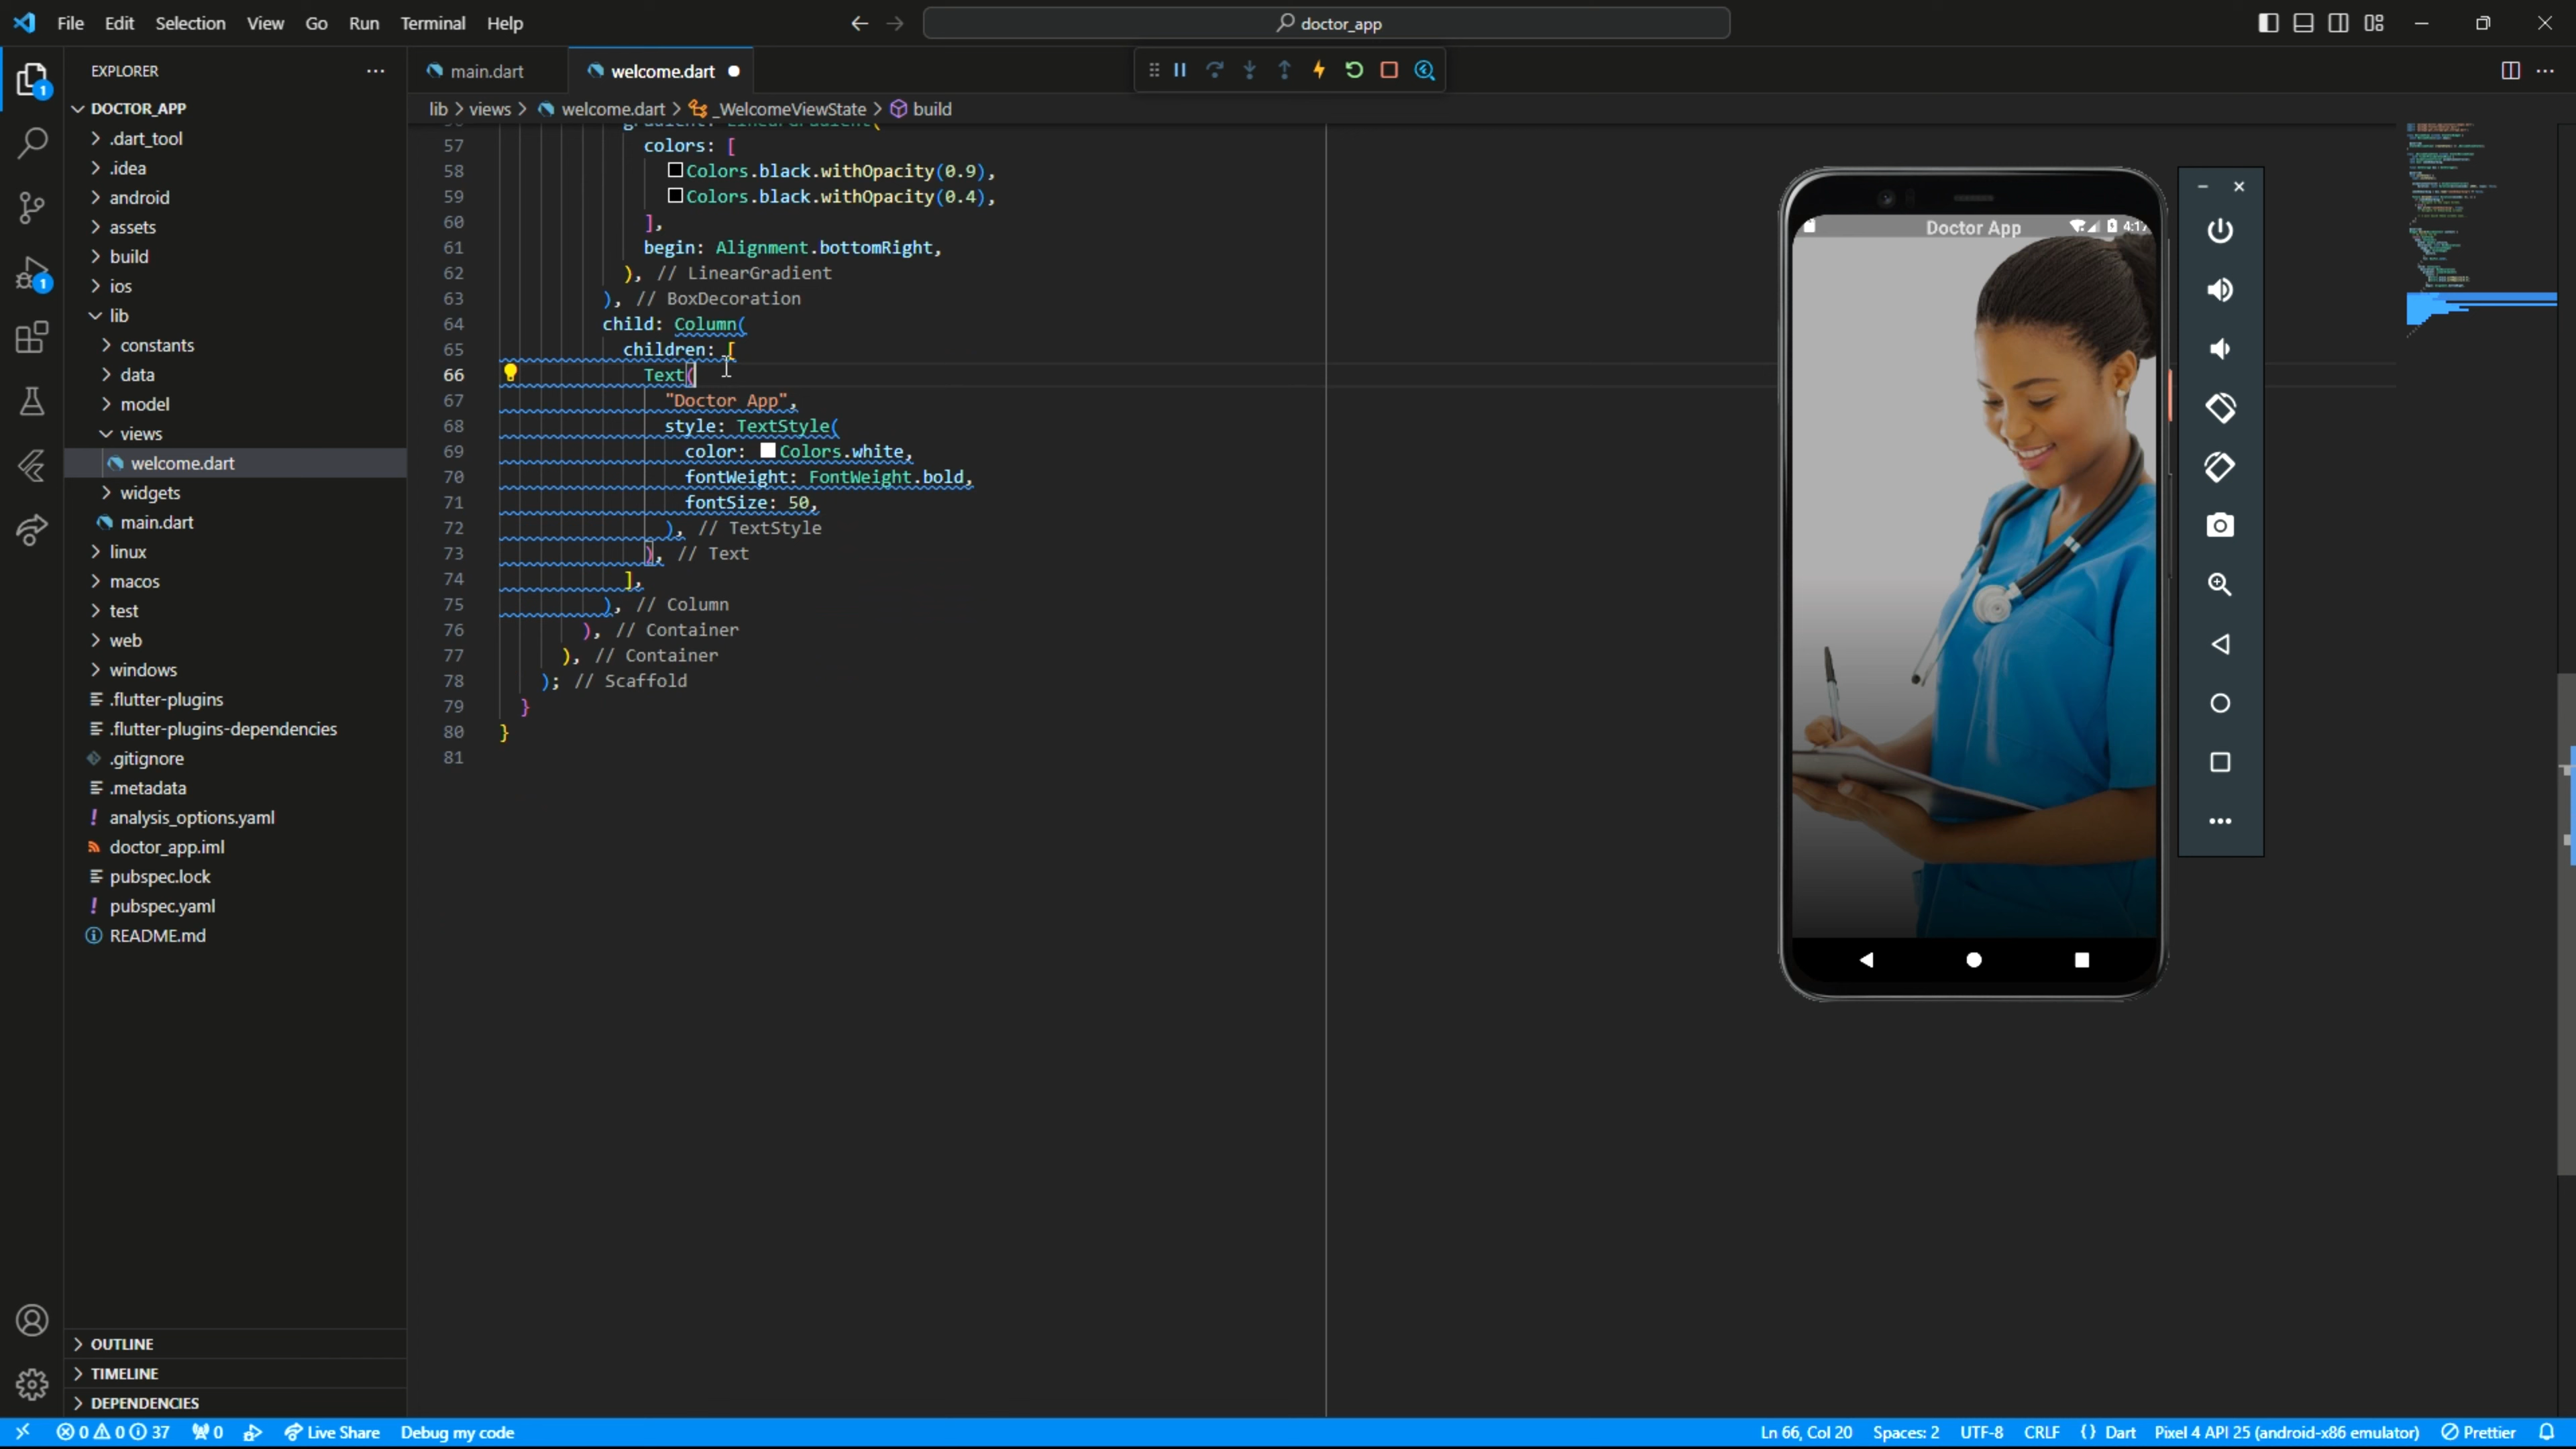 File Edit Selection View Go Run Terminal Help
doctor_app
EXPLORER
DOCTOR_APP
.dart_tool
.idea
android
assets
build
ios
lib
constants
data
model
views
welcome.dart
widgets
main.dart
linux
macos
test
web
windows
.flutter-plugins
.flutter-plugins-dependencies
.gitignore
.metadata
analysis_options.yaml
doctor_app.iml
pubspec.lock
pubspec.yaml
README.md
OUTLINE
TIMELINE
DEPENDENCIES
1
1
main.dart
welcome.dart
lib > views > welcome.dart > _WelcomeViewState > build
57 colors: [
58 Colors.black.withOpacity(0.9),
59 Colors.black.withOpacity(0.4),
60 ],
61 begin: Alignment.bottomRight,
62 ), // LinearGradient
63 ), // BoxDecoration
64 child: Column(
65 children: [
66 Text(
67 "Doctor App",
68 style: TextStyle(
69 color: Colors.white,
70 fontWeight: FontWeight.bold,
71 fontSize: 50,
72 ), // TextStyle
73 ), // Text
74 ],
75 ), // Column
76 ), // Container
77 ), // Container
78 ); // Scaffold
79 }
80 }
81
Doctor App
4:17
0 0 37 0 Live Share Debug my code
Ln 66, Col 20 Spaces: 2 UTF-8 CRLF {} Dart Pixel 4 API 25 (android-x86 emulator) Prettier